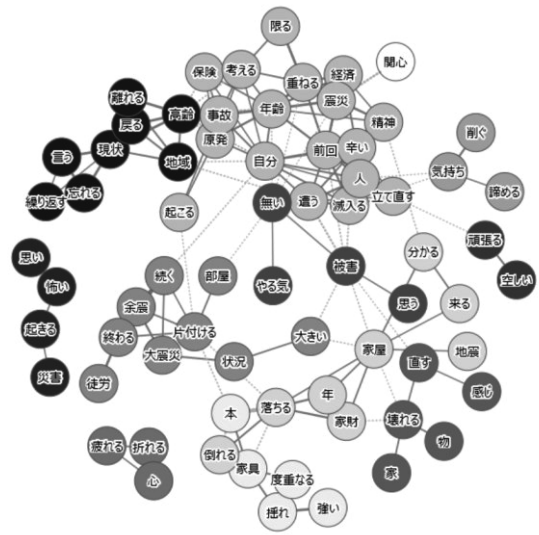 限る
関心
保険
考える
重ねる
経済
離れる
高齢
事故
年齢
震災
戻る
原発
精神
削ぐ
言う
現状
地域
自分
前回
辛い
気持ち
人
繰り返す
忘れる
起こる
無い
遭う
滅入る
立て直す
諦める
頑張る
思い
分かる
怖い
続く
部屋
やる気
被害
空しい
余震
思う
来る
起きる
終わる
片付ける
大きい
大震災
状況
家屋
地震
直す
災害
徒労
感じ
本
落ちる
年
家財
壊れる
疲れる
折れる
倒れる
家具
物
心
度重なる
家
揺れ
強い